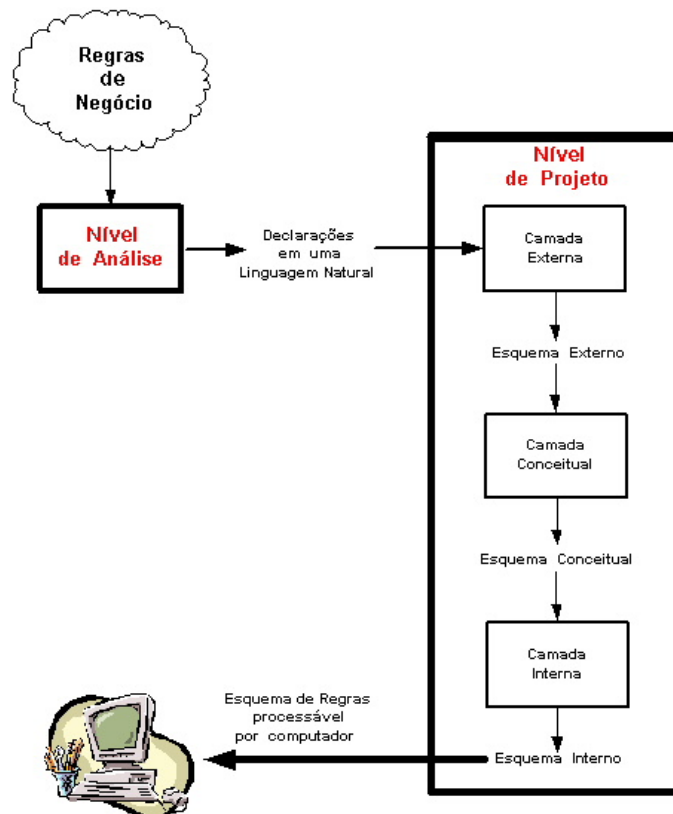 Regras
de
Negócio
Nível
de Projeto
Nível
de Análise
Declarações
em uma
Linguagem Natural
Camada
Externa
Esquema Externo
Camada
Conceitual
Esquema Conceitual
Camada
Interna
Esquema de Regras
processável
por computador
Esquema Interno